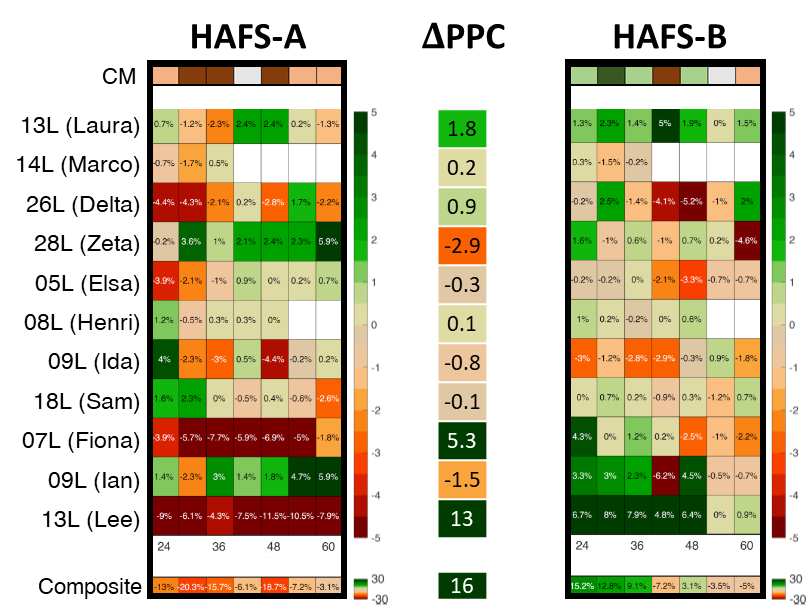 HAFS-A ΔPPC HAFS-B
CM
13L (Laura) 0.7% -1.2% -2.3% 2.4% 2.4% 0.2% -1.3% 1.8 1.3% 2.3% 1.4% 5% 1.9% 0% 1.5%
14L (Marco) -0.7% -1.7% 0.5% 0.2 0.3% -1.5% -0.2%
26L (Delta) -4.4% -4.3% -2.1% 0.2% -2.8% 1.7% -2.2% 0.9 -0.2% 2.5% -1.4% -4.1% -5.2% -1% 2%
28L (Zeta) -0.2% 3.6% 1% 2.1% 2.4% 2.3% 5.9% -2.9 1.6% -1% 0.6% -1% 0.7% 0.2% -4.6%
05L (Elsa) -3.9% -2.1% -1% 0.9% 0% 0.2% 0.7% -0.3 -0.2% -0.2% 0% -2.1% -3.3% -0.7% -0.7%
08L (Henri) 1.2% -0.5% 0.3% 0.3% 0% 0.1 1% 0.2% -0.2% 0% 0.6%
09L (Ida) 4% -2.3% -3% 0.5% -4.4% -0.2% 0.2% -0.8 -3% -1.2% -2.8% -2.9% -0.3% 0.9% -1.8%
18L (Sam) 1.6% 2.3% 0% -0.5% 0.4% -0.6% -2.6% -0.1 0% 0.7% 0.2% -0.9% 0.3% -1.2% 0.7%
07L (Fiona) -3.9% -5.7% -7.7% -5.9% -6.9% -5% -1.8% 5.3 4.3% 0% 1.2% 0.2% -2.5% -1% -2.2%
09L (Ian) 1.4% -2.3% 3% 1.4% 1.8% 4.7% 5.9% -1.5 3.3% 3% 2.3% -6.2% 4.5% -0.5% -0.7%
13L (Lee) -9% -6.1% -4.3% -7.5% -11.5% -10.5% -7.9% 13 6.7% 8% 7.9% 4.8% 6.4% 0% 0.9%
24 36 48 60 24 36 48 60
Composite -13% -20.3% -15.7% -6.1% -18.7% -7.2% -3.1% 16 15.2% 12.8% 9.1% -7.2% 3.1% -3.5% -5%
5
4
3
2
1
0
-1
-2
-3
-4
-5
30
-30
5
4
3
2
1
0
-1
-2
-3
-4
-5
30
-30